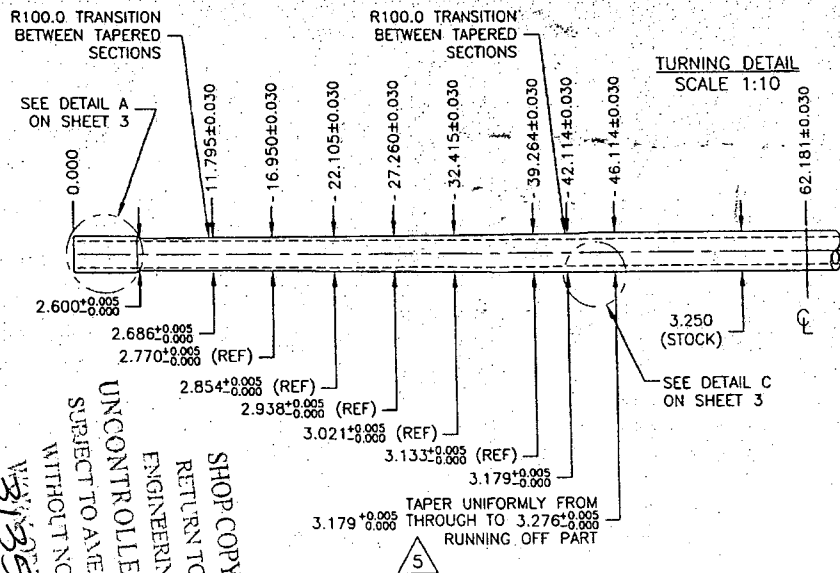 R100.0 TRANSITION
BETWEEN TAPERED
SECTIONS
R100.0 TRANSITION
BETWEEN TAPERED
SECTIONS
TURNING DETAIL
SCALE 1:10
SEE DETAIL A
ON SHEET 3
0.000
11.795±0.030
16.950±0.030
22.105±0.030
27.260±0.030
32.415±0.030
39.264±0.030
42.114±0.030
46.114±0.030
62.181±0.030
2.600+0.005-0.000
2.686+0.005-0.000
2.770+0.005-0.000 (REF)
2.854+0.005-0.000 (REF)
2.938+0.005-0.000 (REF)
3.021+0.005-0.000 (REF)
3.133+0.005-0.000 (REF)
3.179+0.005-0.000
3.250
(STOCK)
SEE DETAIL C
ON SHEET 3
TAPER UNIFORMLY FROM
3.179+0.005-0.000 THROUGH TO 3.276+0.005-0.000
RUNNING OFF PART
5
SHOP COPY
RETURN TO
ENGINEERIN
UNCONTROLLE
SUBJECT TO AME
WITHOUT NO